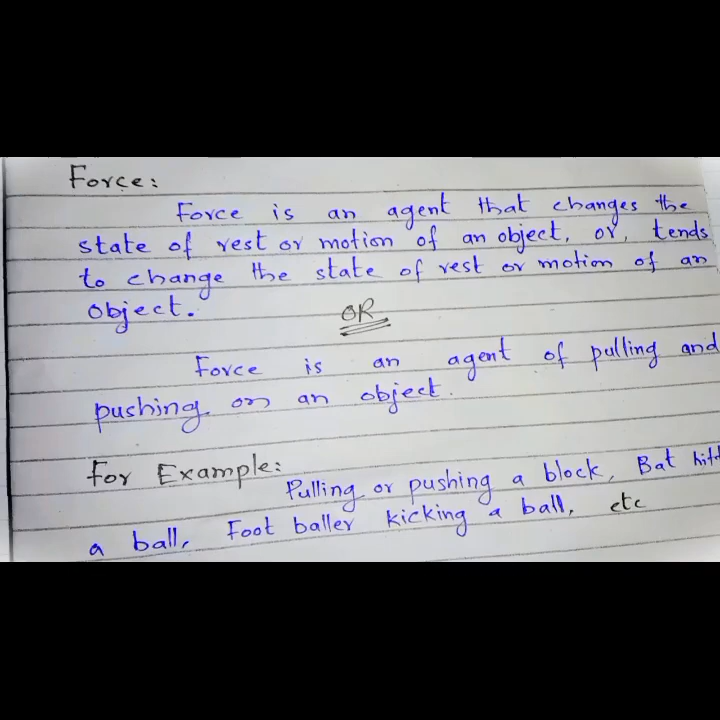 Force:
Force is an agent that changes the
state of rest or motion of an object, or, tends
to change the state of rest or motion of an
object.
OR
Force is an agent of pulling and
pushing on an object.
For Example:
Pulling or pushing a block, Bat
a ball, Foot baller kicking a ball, etc